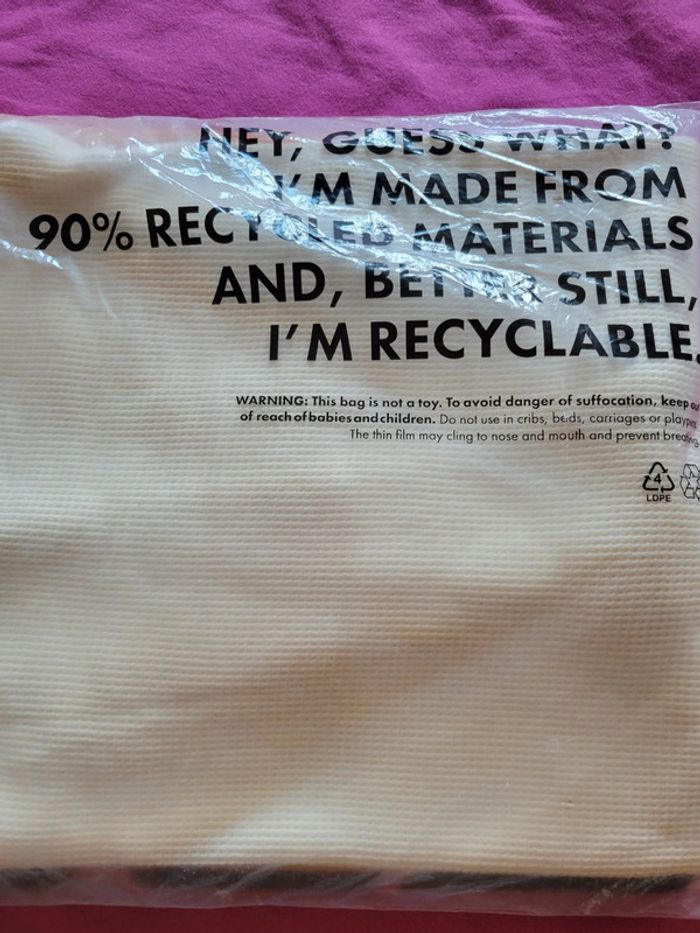 HEY, GUESS WHAT?
I'M MADE FROM
90% RECYCLED MATERIALS
AND, BETTER STILL,
I'M RECYCLABLE.
WARNING: This bag is not a toy. To avoid danger of suffocation, keep
of reach of babies and children. Do not use in cribs, beds, carriages or
The thin film may cling to nose and mouth and prevent
4
LDPE